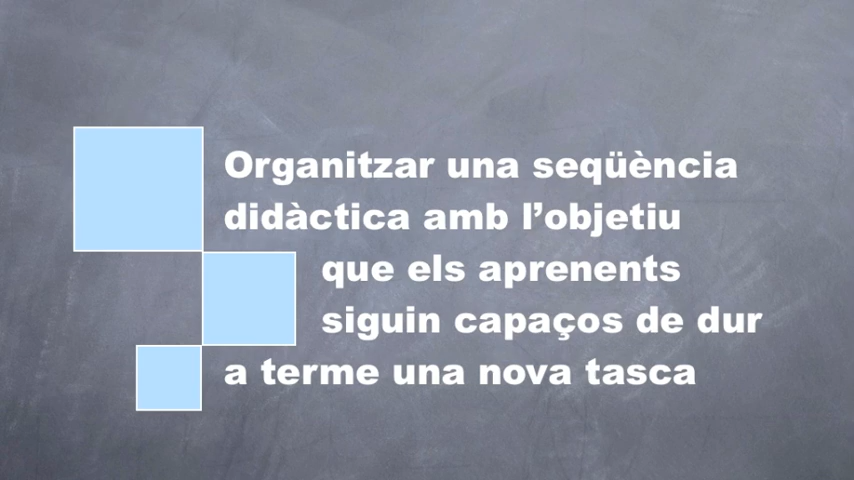 Organitzar una seqüència
didàctica amb l’objetiu
que els aprenents
siguin capaços de dur
a terme una nova tasca